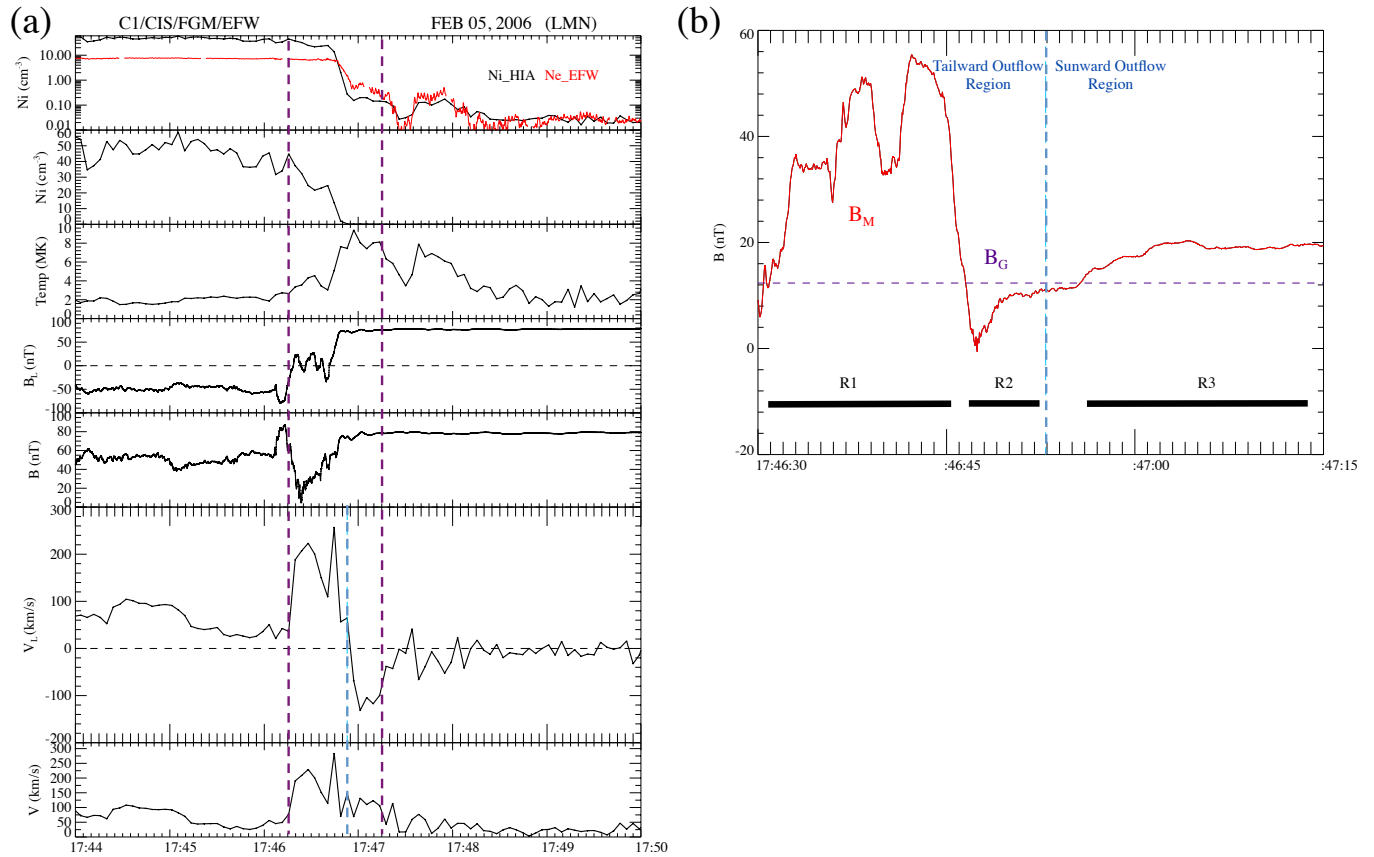 (a)
C1/CIS/FGM/EFW FEB 05, 2006 (LMN)
10.00
1.00
0.10
0.01
Ni (cm-3)
Ni_HIA Ne_EFW
60
50
40
30
20
10
0
Ni (cm-3)
10
8
6
4
2
0
Temp (MK)
100
50
0
-50
-100
BL (nT)
100
80
60
40
20
0
B (nT)
300
200
100
0
-100
-200
VL (km/s)
300
250
200
150
100
50
0
V (km/s)
17:44 17:45 17:46 17:47 17:48 17:49 17:50
(b)
60
40
20
0
-20
B (nT)
Tailward Outflow
Region
Sunward Outflow
Region
BM
BG
R1 R2 R3
17:46:30 :46:45 :47:00 :47:15